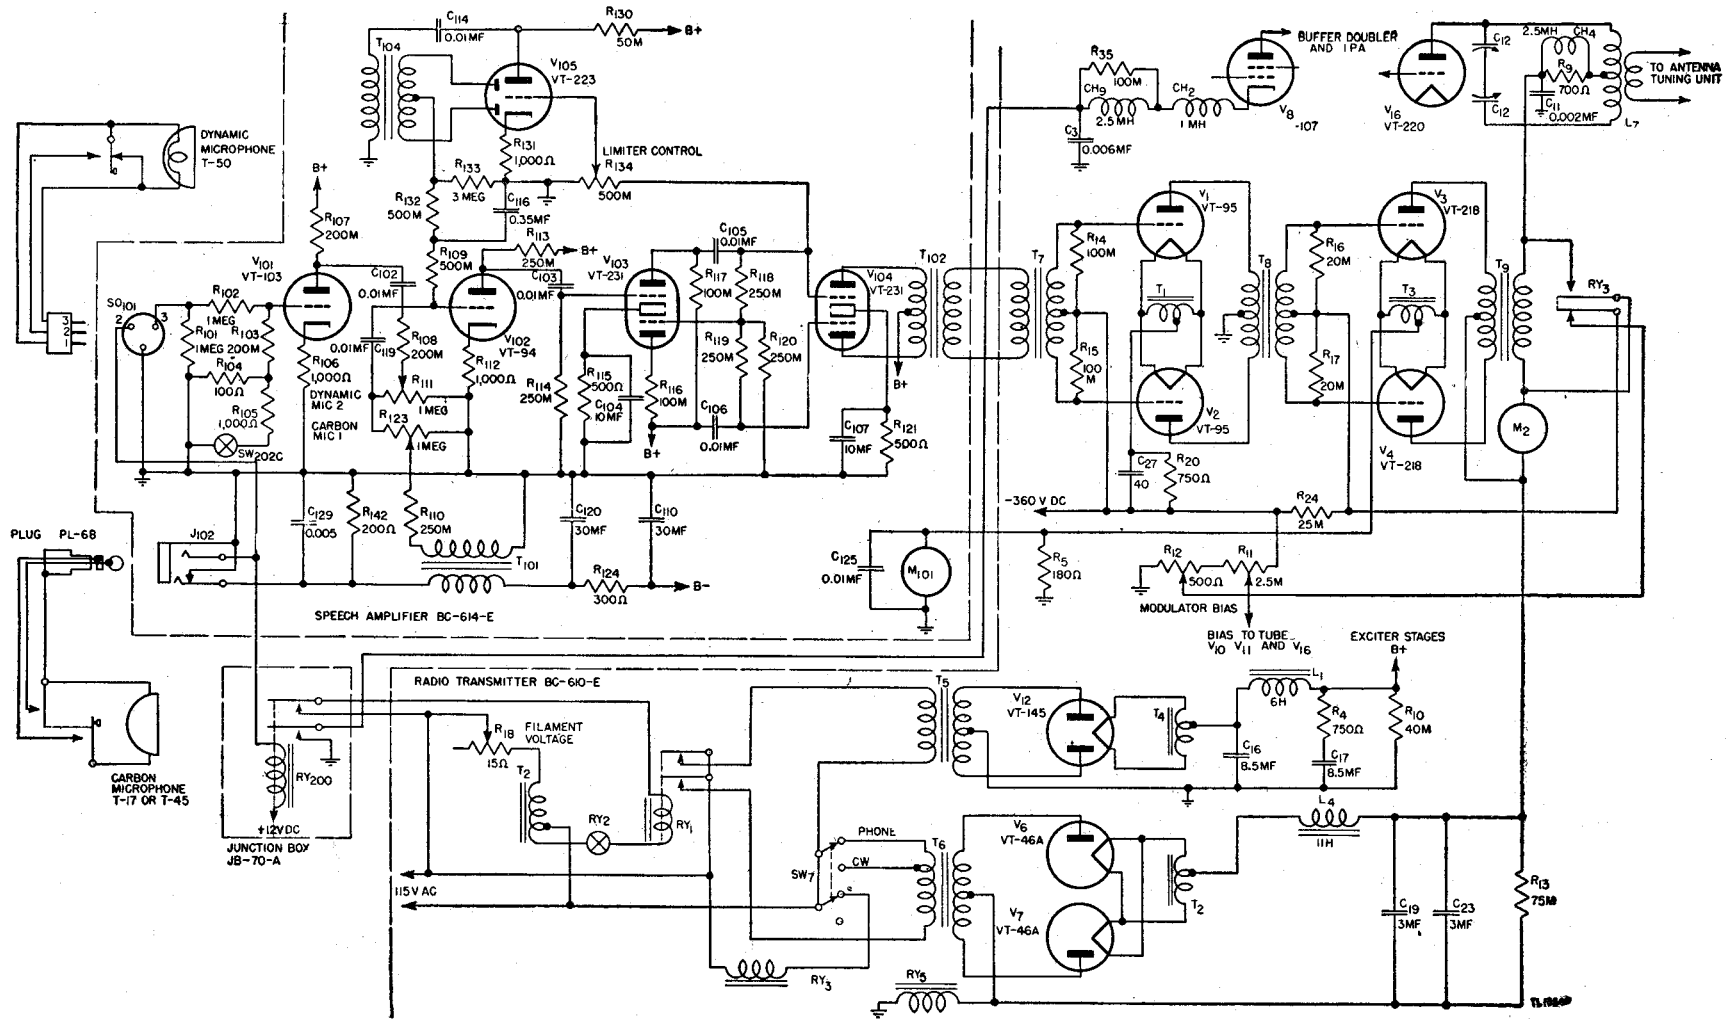 C114
0.01MF
R130
50M
B+
T104
V105
VT-223
R35
100M
CH9
2.5MH
CH2
1 MH
C3
0.006MF
BUFFER DOUBLER
AND 1 PA
V8
-107
V16
VT-220
C12
C12
2.5MH
CH4
R9
700Ω
C11
0.002MF
L7
TO ANTENNA
TUNING UNIT
DYNAMIC
MICROPHONE
T-50
3
2
1
R131
1,000Ω
LIMITER CONTROL
R134
500M
R133
3 MEG
R132
500M
C116
0.35MF
B+
R107
200M
R113
250M
B+
R109
500M
C102
0.01MF
C103
0.01MF
V101
VT-103
V102
VT-94
V103
VT-231
C105
0.01MF
R117
100M
R118
250M
V104
VT-231
T102
T7
R14
100M
R15
100
M
V1
VT-95
T1
V2
VT-95
T8
R16
20M
R17
20M
V3
VT-218
T3
V4
VT-218
T9
RY3
M2
SO101
2
3
R102
1MEG
R101
1MEG
R103
200M
R104
100Ω
R105
1,000Ω
SW202C
R106
1,000Ω
DYNAMIC
MIC 2
CARBON
MIC 1
0.01MF
C119
R108
200M
R111
1 MEG
R123
1MEG
R112
1,000Ω
R114
250M
R115
500Ω
C104
10MF
R116
100M
B+
R119
250M
R120
250M
C106
0.01MF
B+
C107
10MF
R121
500Ω
C27
40
R20
750Ω
-360 V DC
R24
25M
PLUG PL-68
J102
C129
0.005
R142
200Ω
R110
250M
T101
C120
30MF
R124
300Ω
C110
30MF
B-
SPEECH AMPLIFIER BC-614-E
C125
0.01MF
M101
R5
180Ω
R12
500Ω
R11
2.5M
MODULATOR BIAS
BIAS TO TUBE
V10 V11 AND V16
EXCITER STAGES
B+
CARBON
MICROPHONE
T-17 OR T-45
RY200
+12V DC
JUNCTION BOX
JB-70-A
RADIO TRANSMITTER BC-610-E
R18
15Ω
FILAMENT
VOLTAGE
T2
RY2
RY1
115V AC
T5
V12
VT-145
T4
L1
6H
R4
750Ω
R10
40M
C16
8.5MF
C17
8.5MF
PHONE
CW
SW7
T6
V6
VT-46A
V7
VT-46A
T2
L4
11H
C19
3MF
C23
3MF
R13
75M
RY3
RY5